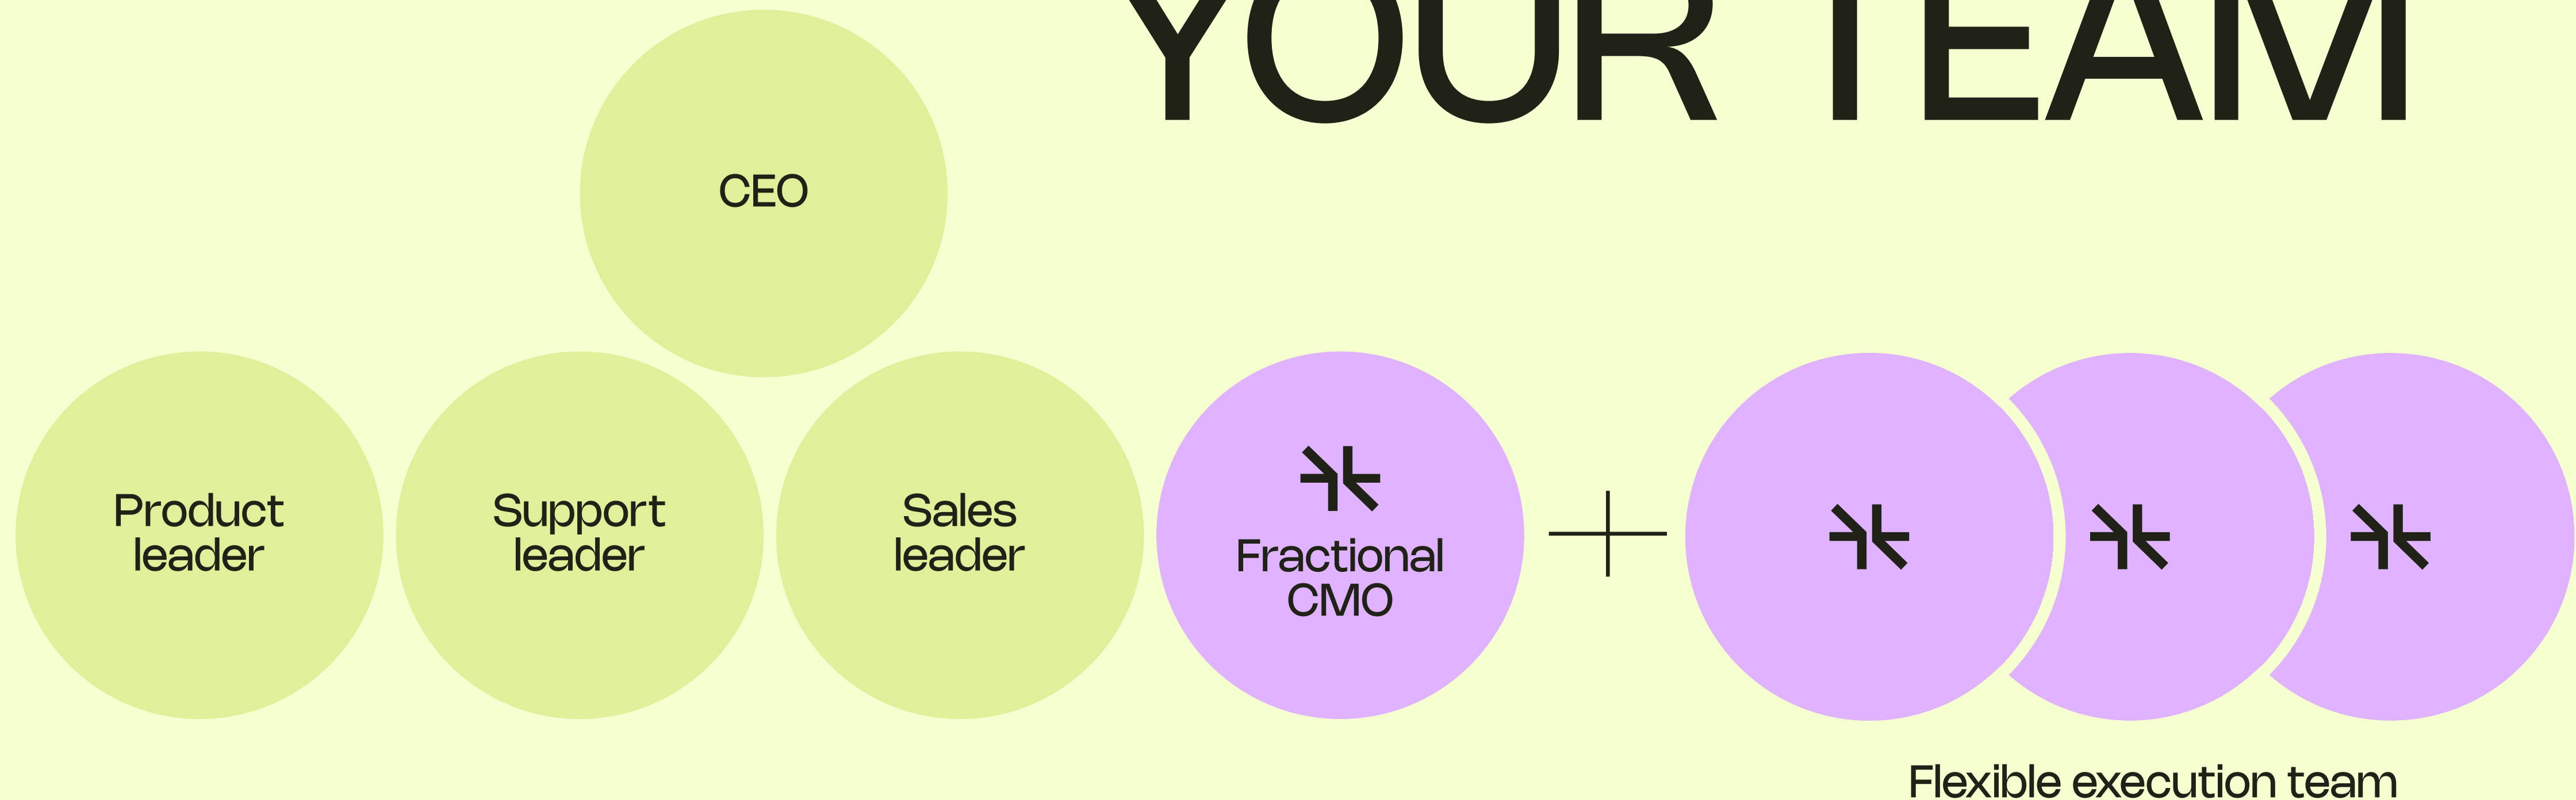 YOUR TEAM
CEO
Product
leader
Support
leader
Sales
leader
Fractional
CMO
Flexible execution team